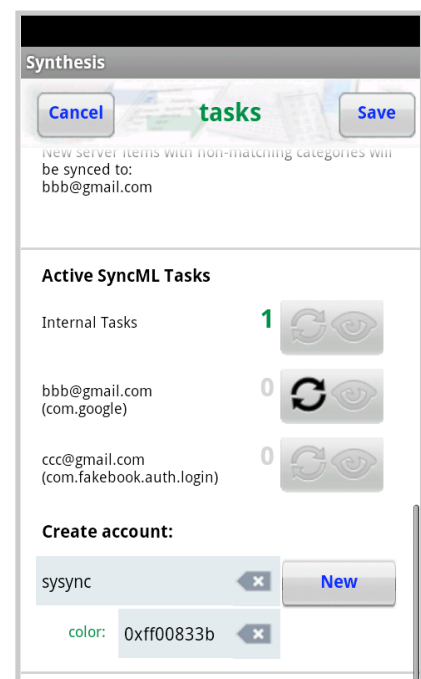 Synthesis
Cancel
tasks
Save
New server items with non-matching categories will
be synced to:
bbb@gmail.com
Active SyncML Tasks
Internal Tasks
1
bbb@gmail.com
(com.google)
0
ccc@gmail.com
(com.fakebook.auth.login)
0
Create account:
sysync
New
color:
0xff00833b